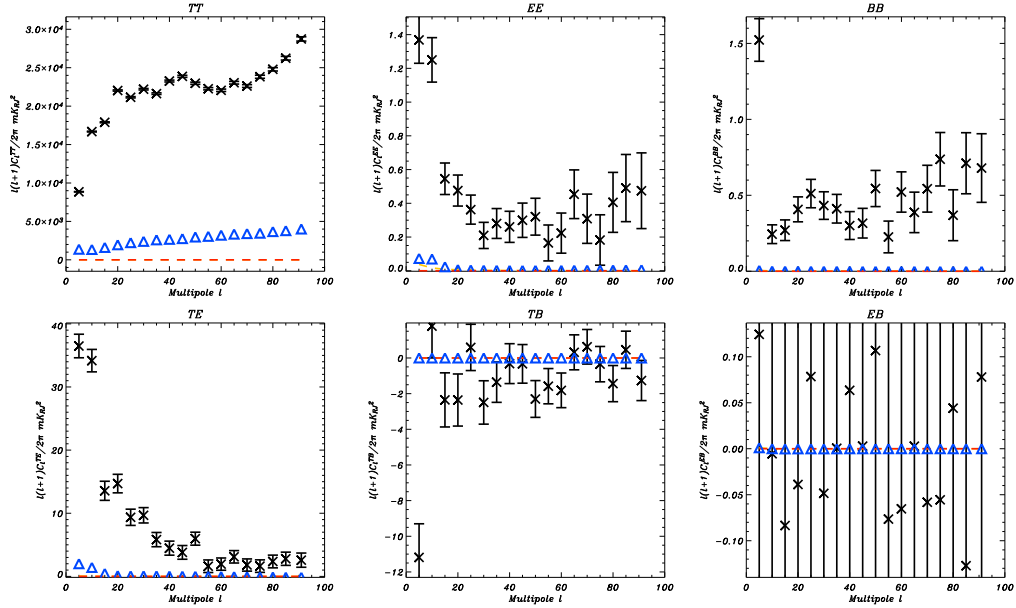 TT
EE
BB
3.0×10⁴
2.5×10⁴
2.0×10⁴
1.5×10⁴
1.0×10⁴
5.0×10³
0
l(l+1)C_l^TT/2π mK_RJ²
0 20 40 60 80 100
Multipole l
1.4
1.2
1.0
0.8
0.6
0.4
0.2
0.0
l(l+1)C_l^EE/2π mK_RJ²
0 20 40 60 80 100
Multipole l
1.5
1.0
0.5
0.0
l(l+1)C_l^BB/2π mK_RJ²
0 20 40 60 80 100
Multipole l
TE
TB
EB
40
30
20
10
0
l(l+1)C_l^TE/2π mK_RJ²
0 20 40 60 80 100
Multipole l
0
-2
-4
-6
-8
-10
-12
l(l+1)C_l^TB/2π mK_RJ²
0 20 40 60 80 100
Multipole l
0.10
0.05
0.00
-0.05
-0.10
l(l+1)C_l^EB/2π mK_RJ²
0 20 40 60 80 100
Multipole l